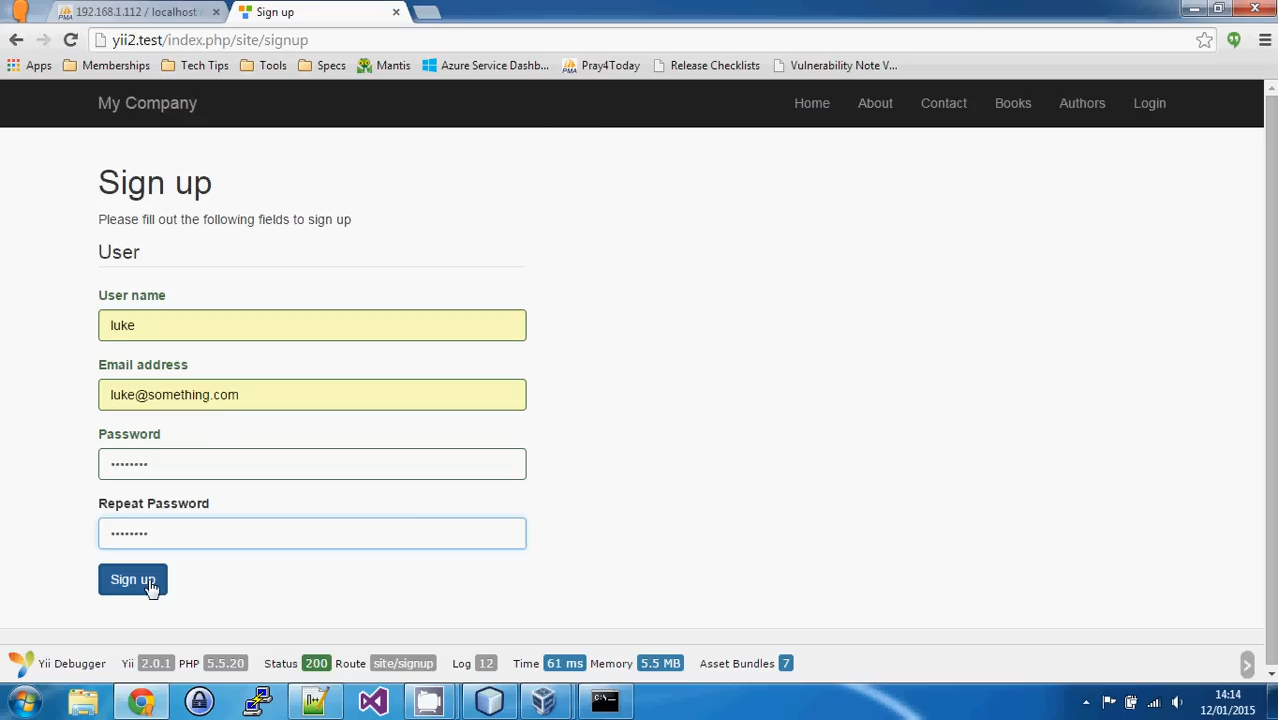 192.168.1.112 / localhost
Sign up
yii2.test/index.php/site/signup
Apps Memberships Tech Tips Tools Specs Mantis Azure Service Dashb... Pray4Today Release Checklists Vulnerability Note V...
My Company Home About Contact Books Authors Login
Sign up
Please fill out the following fields to sign up
User
User name
luke
Email address
luke@something.com
Password
••••••••
Repeat Password
••••••••
Sign up
Yii Debugger Yii 2.0.1 PHP 5.5.20 Status 200 Route site/signup Log 12 Time 61 ms Memory 5.5 MB Asset Bundles 7
14:14
12/01/2015